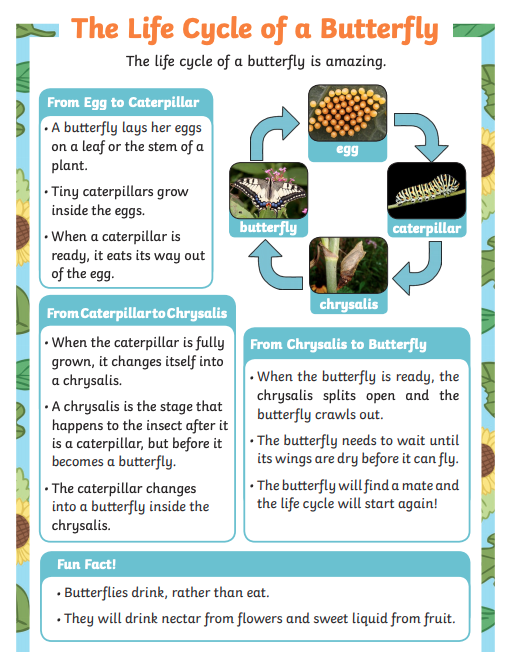 The Life Cycle of a Butterfly
The life cycle of a butterfly is amazing.
From Egg to Caterpillar
• A butterfly lays her eggs
on a leaf or the stem of a
plant.
• Tiny caterpillars grow
inside the eggs.
• When a caterpillar is
ready, it eats its way out
of the egg.
egg
butterfly
caterpillar
chrysalis
From Caterpillar to Chrysalis
• When the caterpillar is fully
grown, it changes itself into
a chrysalis.
• A chrysalis is the stage that
happens to the insect after it
is a caterpillar, but before it
becomes a butterfly.
• The caterpillar changes
into a butterfly inside the
chrysalis.
From Chrysalis to Butterfly
• When the butterfly is ready, the
chrysalis splits open and the
butterfly crawls out.
• The butterfly needs to wait until
its wings are dry before it can fly.
• The butterfly will find a mate and
the life cycle will start again!
Fun Fact!
• Butterflies drink, rather than eat.
• They will drink nectar from flowers and sweet liquid from fruit.